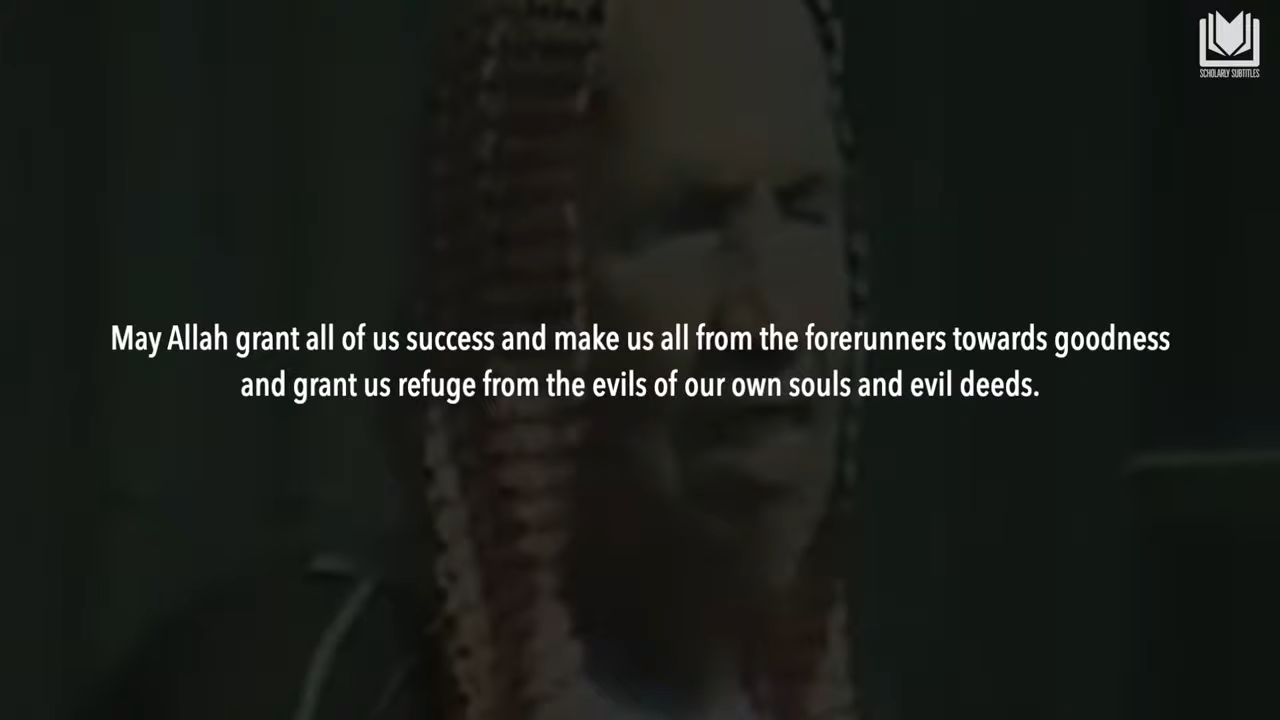 SCHOLARLY SUBTITLES
May Allah grant all of us success and make us all from the forerunners towards goodness
and grant us refuge from the evils of our own souls and evil deeds.